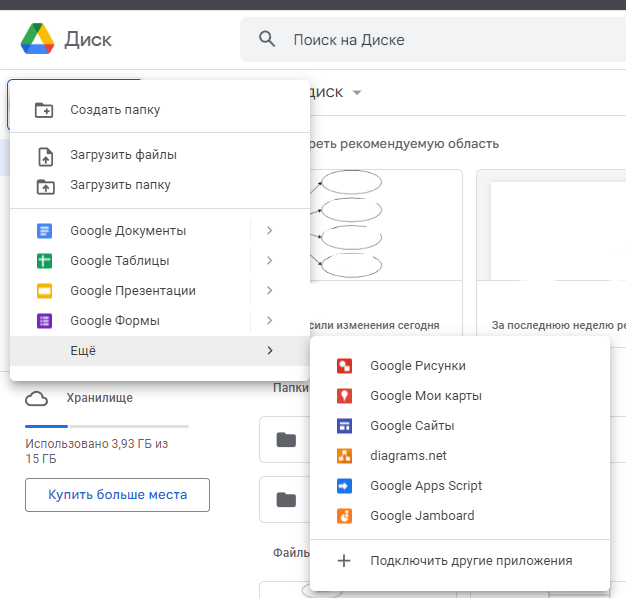 Диск
Поиск на Диске
диск
Создать папку
Загрузить файлы
Загрузить папку
Google Документы
Google Таблицы
Google Презентации
Google Формы
Ещё
реть рекомендуемую область
сили изменения сегодня
За последнюю неделю ре
Google Рисунки
Google Мои карты
Google Сайты
diagrams.net
Google Apps Script
Google Jamboard
Подключить другие приложения
Хранилище
Использовано 3,93 ГБ из
15 ГБ
Купить больше места
Папки
Файлы